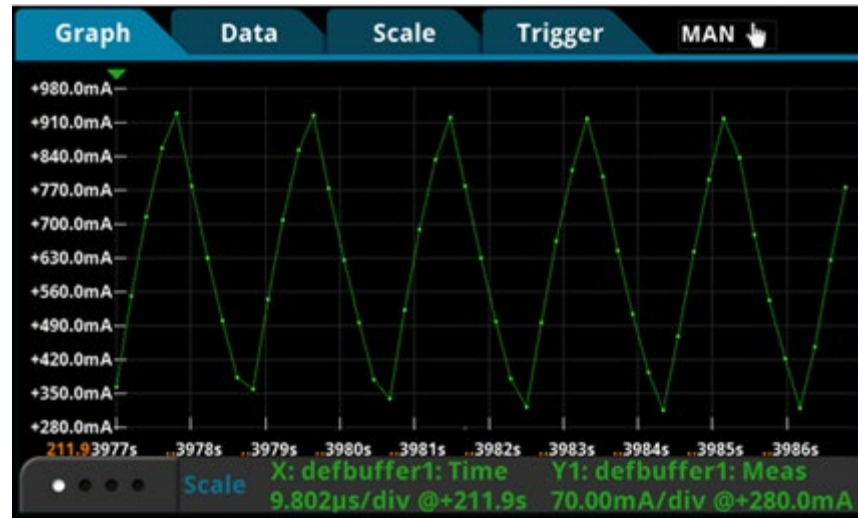 Graph Data Scale Trigger MAN
+980.0mA
+910.0mA
+840.0mA
+770.0mA
+700.0mA
+630.0mA
+560.0mA
+490.0mA
+420.0mA
+350.0mA
+280.0mA
211.93977s ..3978s ..3979s ..3980s ..3981s ..3982s ..3983s ..3984s ..3985s ..3986s
Scale X: defbuffer1: Time Y1: defbuffer1: Meas
9.802µs/div @+211.9s 70.00mA/div @+280.0mA